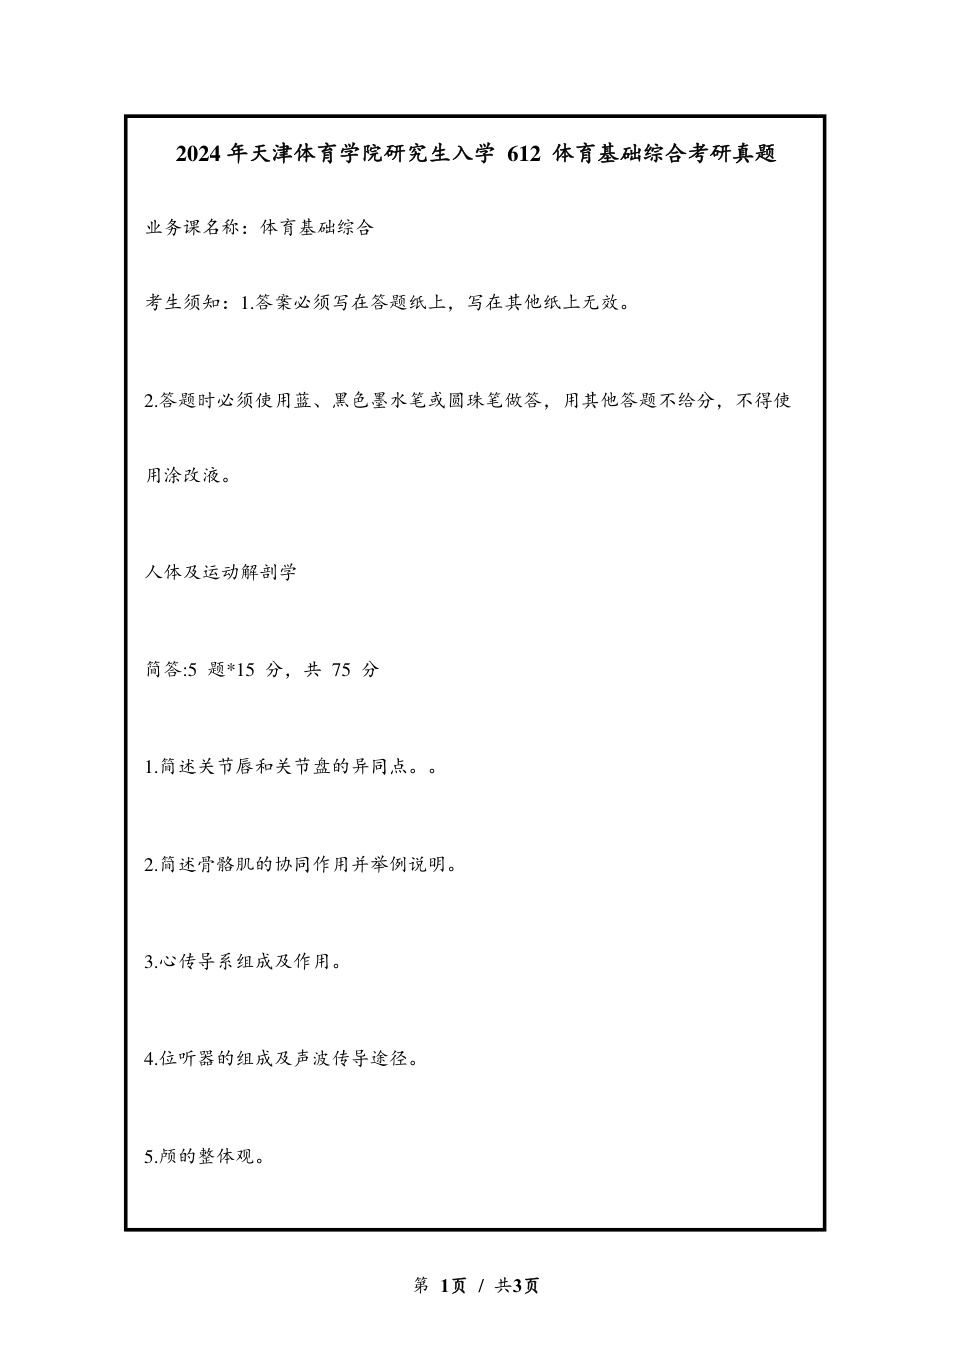 2024 年天津体育学院研究生入学 612 体育基础综合考研真题
业务课名称：体育基础综合
考生须知：1.答案必须写在答题纸上，写在其他纸上无效。
2.答题时必须使用蓝、黑色墨水笔或圆珠笔做答，用其他答题不给分，不得使
用涂改液。
人体及运动解剖学
简答:5 题*15 分，共 75 分
1.简述关节唇和关节盘的异同点。。
2.简述骨骼肌的协同作用并举例说明。
3.心传导系组成及作用。
4.位听器的组成及声波传导途径。
5.颅的整体观。
第 1页 / 共3页